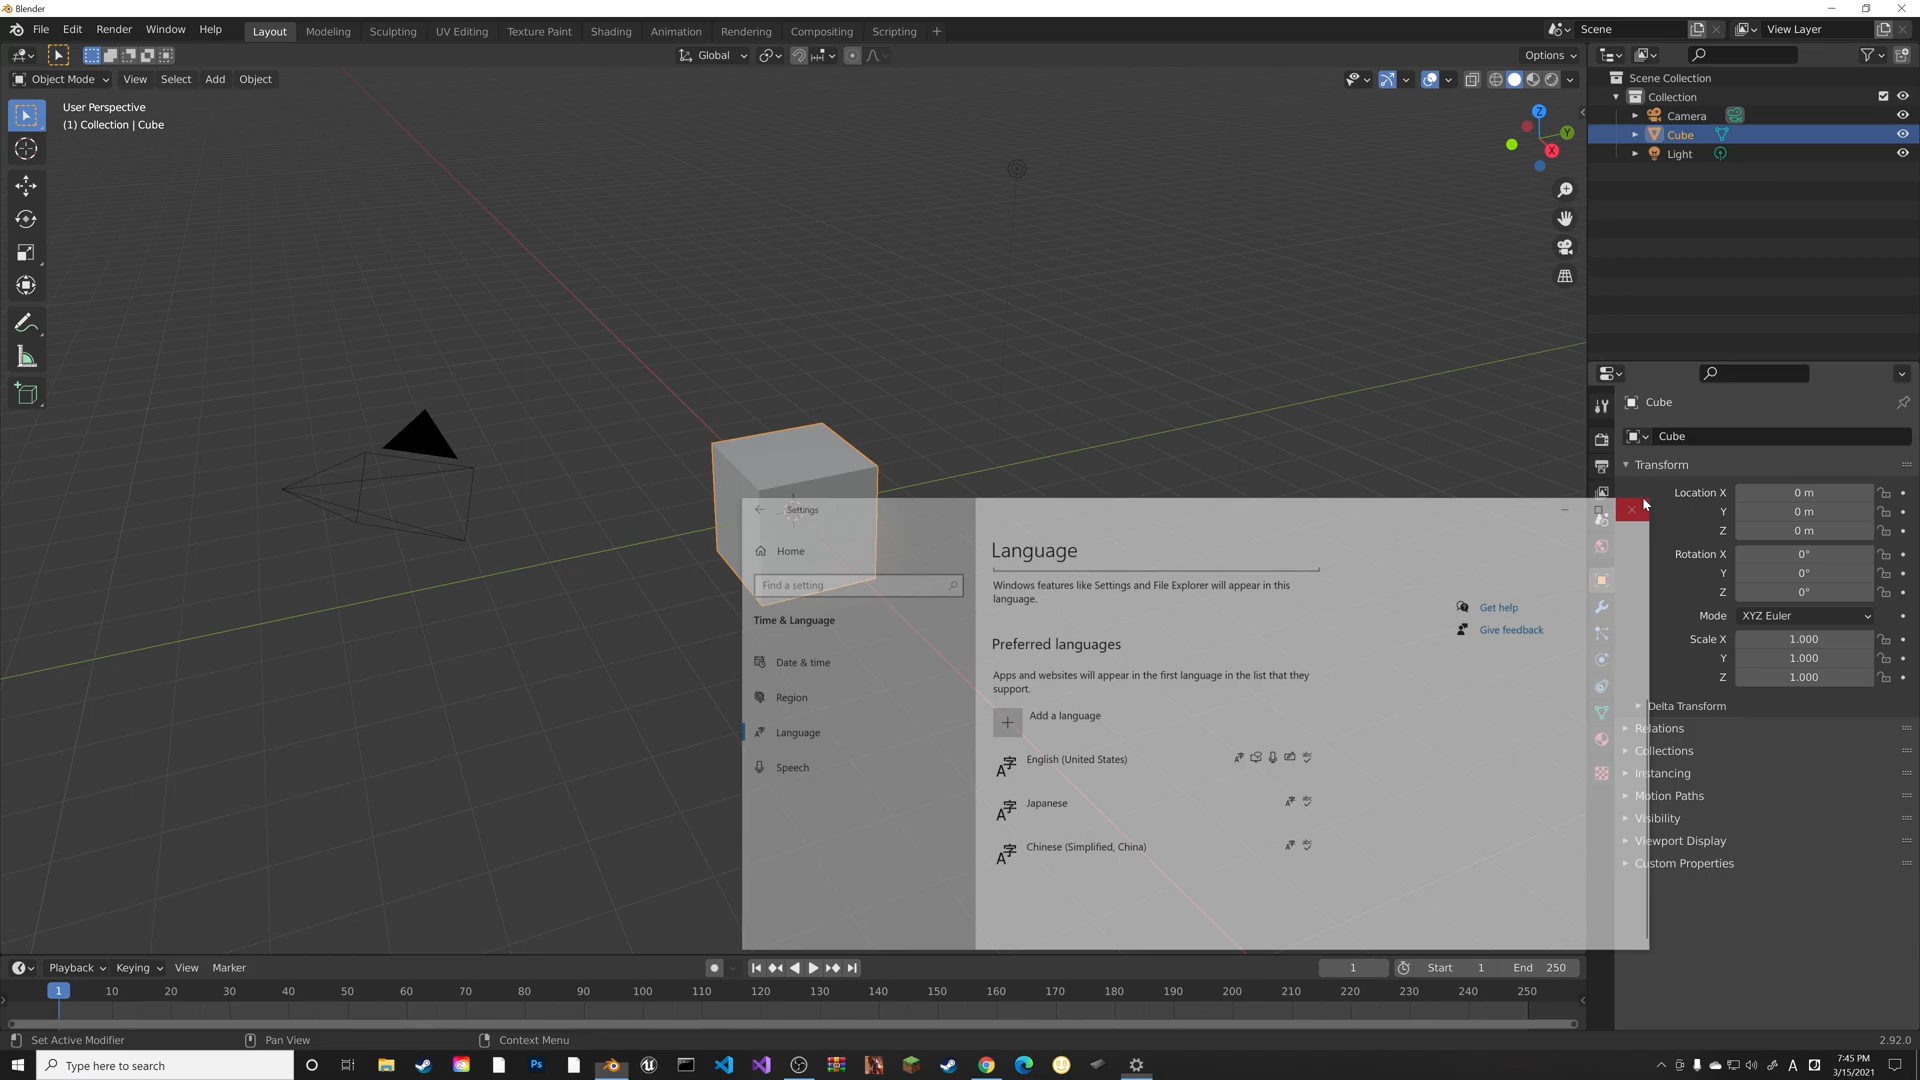 Blender
File Edit Render Window Help
Layout Modeling Sculpting UV Editing Texture Paint Shading Animation Rendering Compositing Scripting +
Scene
View Layer
Global
Options
Object Mode View Select Add Object
User Perspective
(1) Collection | Cube
Z
Y
X
Scene Collection
Collection
Camera
Cube
Light
Cube
Cube
Transform
Location X 0 m
Y 0 m
Z 0 m
Rotation X 0°
Y 0°
Z 0°
Mode XYZ Euler
Scale X 1.000
Y 1.000
Z 1.000
Delta Transform
Relations
Collections
Instancing
Motion Paths
Visibility
Viewport Display
Custom Properties
Settings
Home
Find a setting
Time & Language
Date & time
Region
Language
Speech
Language
Windows features like Settings and File Explorer will appear in this
language.
Preferred languages
Apps and websites will appear in the first language in the list that they
support.
Add a language
English (United States)
Japanese
Chinese (Simplified, China)
Get help
Give feedback
Playback Keying View Marker
1 Start 1 End 250
1 10 20 30 40 50 60 70 80 90 100 110 120 130 140 150 160 170 180 190 200 210 220 230 240 250
Set Active Modifier Pan View Context Menu 2.92.0
Type here to search
Ps
A
7:45 PM
3/15/2021